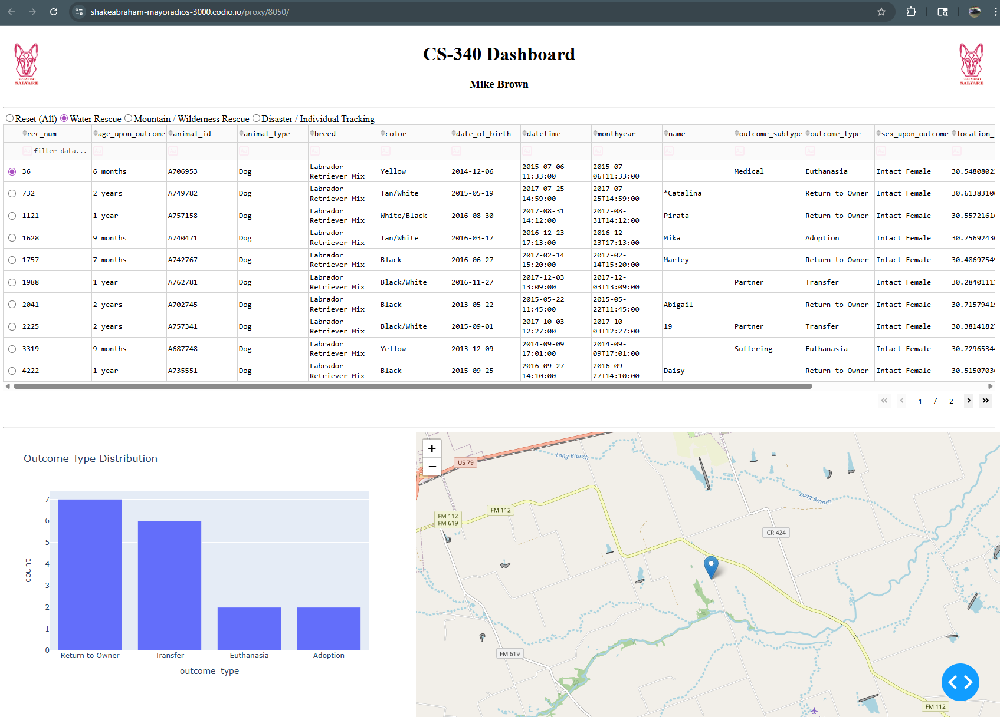 shakeabraham-mayoradios-3000.codio.io/proxy/8050/
GRAZIOSO
SALVARE
CS-340 Dashboard
Mike Brown
GRAZIOSO
SALVARE
Reset (All) Water Rescue Mountain / Wilderness Rescue Disaster / Individual Tracking
rec_num age_upon_outcome animal_id animal_type breed color date_of_birth datetime monthyear name outcome_subtype outcome_type sex_upon_outcome location_
Aa filter data... Aa Aa Aa Aa Aa Aa Aa Aa Aa Aa Aa Aa Aa
36 6 months A706953 Dog Labrador Retriever Mix Yellow 2014-12-06 2015-07-06 11:33:00 2015-07-06T11:33:00 Medical Euthanasia Intact Female 30.5480802
732 2 years A749782 Dog Labrador Retriever Mix Tan/White 2015-05-19 2017-07-25 14:59:00 2017-07-25T14:59:00 *Catalina Return to Owner Intact Female 30.6138310
1121 1 year A757158 Dog Labrador Retriever Mix White/Black 2016-08-30 2017-08-31 14:12:00 2017-08-31T14:12:00 Pirata Return to Owner Intact Female 30.5572161
1628 9 months A740471 Dog Labrador Retriever Mix Tan/White 2016-03-17 2016-12-23 17:13:00 2016-12-23T17:13:00 Mika Adoption Intact Female 30.7569243
1757 7 months A742767 Dog Labrador Retriever Mix Black 2016-06-27 2017-02-14 15:20:00 2017-02-14T15:20:00 Marley Return to Owner Intact Female 30.4869754
1988 1 year A762781 Dog Labrador Retriever Mix Black/White 2016-11-27 2017-12-03 13:09:00 2017-12-03T13:09:00 Partner Transfer Intact Female 30.2840111
2041 2 years A702745 Dog Labrador Retriever Mix Black 2013-05-22 2015-05-22 11:45:00 2015-05-22T11:45:00 Abigail Return to Owner Intact Female 30.7157941
2225 2 years A757341 Dog Labrador Retriever Mix Black/White 2015-09-01 2017-10-03 12:27:00 2017-10-03T12:27:00 19 Partner Transfer Intact Female 30.3814182
3319 9 months A687748 Dog Labrador Retriever Mix Yellow 2013-12-09 2014-09-09 17:01:00 2014-09-09T17:01:00 Suffering Euthanasia Intact Female 30.7296534
4222 1 year A735551 Dog Labrador Retriever Mix Black 2015-09-25 2016-09-27 14:10:00 2016-09-27T14:10:00 Daisy Return to Owner Intact Female 30.5150703
1 / 2
Outcome Type Distribution
7
6
5
4
3
2
1
0
count
Return to Owner Transfer Euthanasia Adoption
outcome_type
+
−
US 79
Long Branch
Long Branch
FM 112
FM 112
FM 619
CR 424
FM 619
FM 112